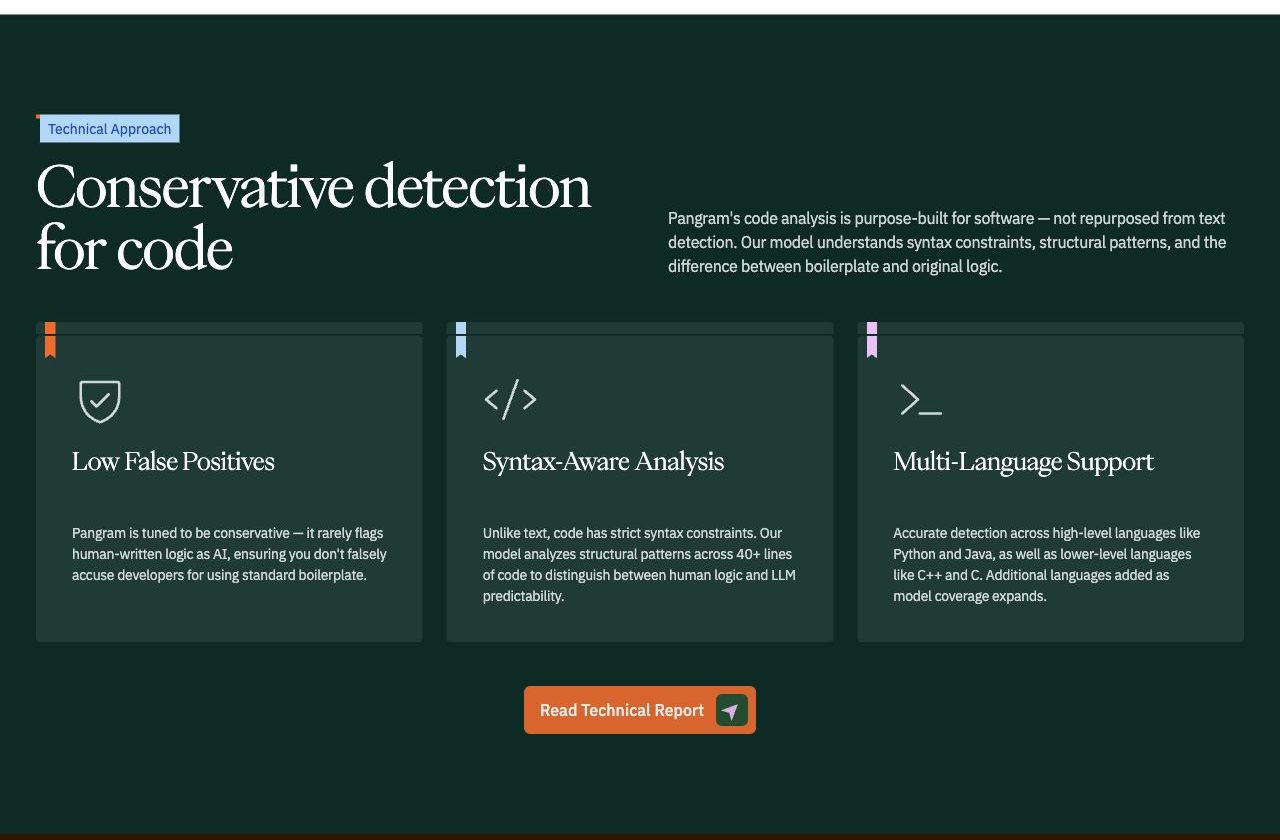 Technical Approach
Conservative detection
for code
Pangram's code analysis is purpose-built for software — not repurposed from text
detection. Our model understands syntax constraints, structural patterns, and the
difference between boilerplate and original logic.
Low False Positives
Pangram is tuned to be conservative — it rarely flags
human-written logic as AI, ensuring you don't falsely
accuse developers for using standard boilerplate.
Syntax-Aware Analysis
Unlike text, code has strict syntax constraints. Our
model analyzes structural patterns across 40+ lines
of code to distinguish between human logic and LLM
predictability.
Multi-Language Support
Accurate detection across high-level languages like
Python and Java, as well as lower-level languages
like C++ and C. Additional languages added as
model coverage expands.
Read Technical Report